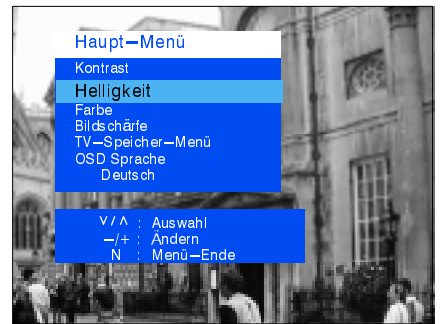 Haupt–Menü
Kontrast
Helligkeit
Farbe
Bildschärfe
TV–Speicher–Menü
OSD Sprache
Deutsch
∨/∧ : Auswahl
–/+ : Ändern
N : Menü–Ende